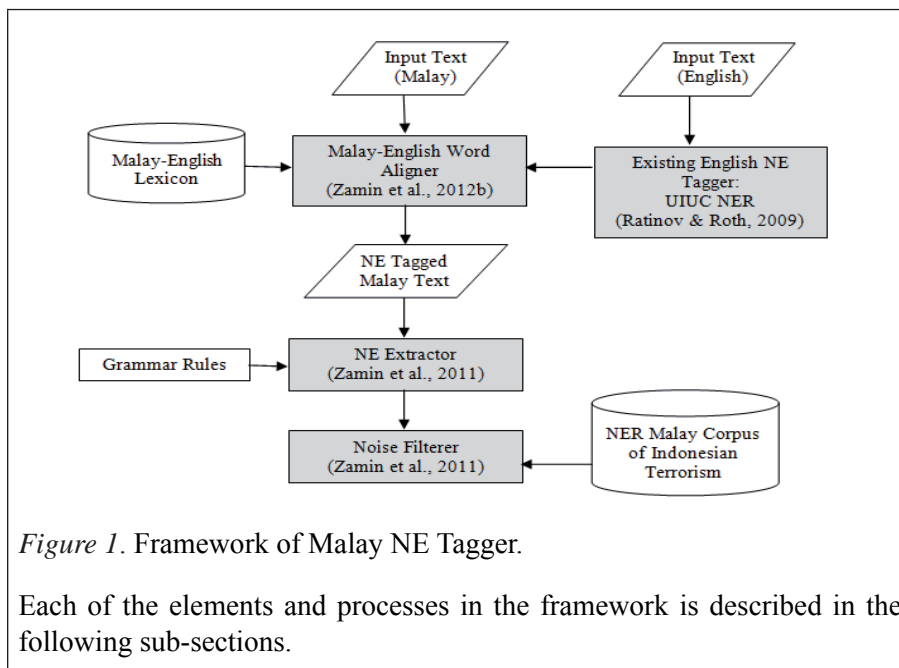 Input Text
(Malay)
Input Text
(English)
Malay-English
Lexicon
Malay-English Word
Aligner
(Zamin et al., 2012b)
Existing English NE
Tagger:
UIUC NER
(Ratinov & Roth, 2009)
NE Tagged
Malay Text
Grammar Rules
NE Extractor
(Zamin et al., 2011)
Noise Filterer
(Zamin et al., 2011)
NER Malay Corpus
of Indonesian
Terrorism
Figure 1. Framework of Malay NE Tagger.
Each of the elements and processes in the framework is described in the
following sub-sections.